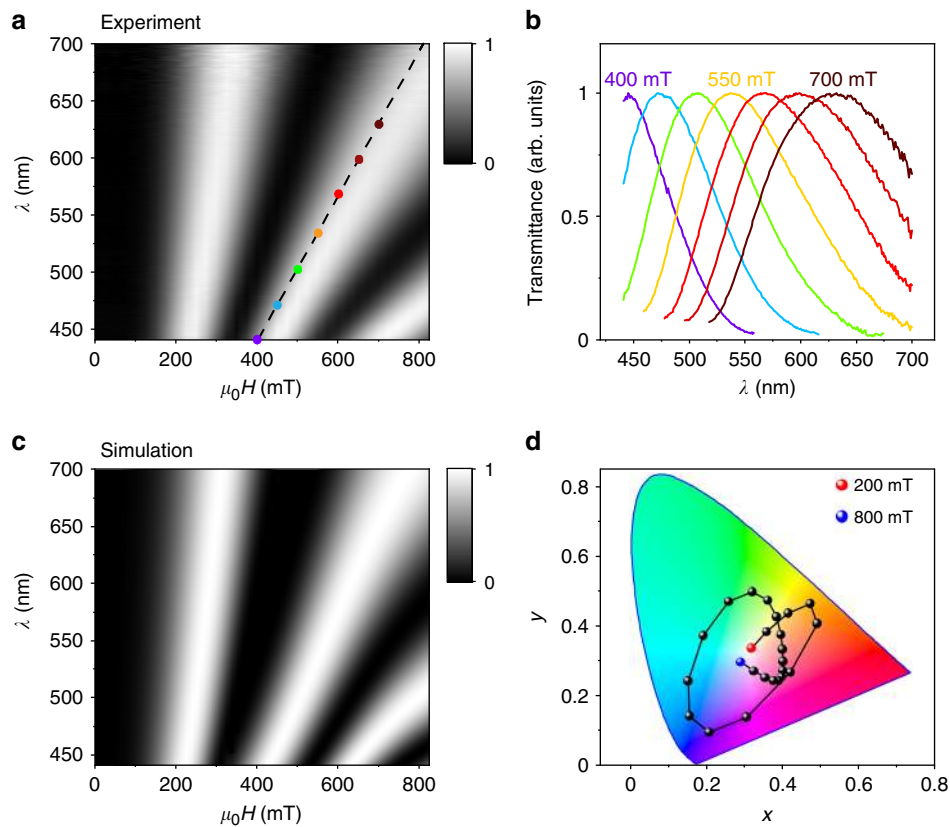 a Experiment
700
650
600
550
500
450
λ (nm)
0 200 400 600 800
μ0H (mT)
1
0
b
400 mT 550 mT 700 mT
1
0.5
0
Transmittance (arb. units)
450 500 550 600 650 700
λ (nm)
c Simulation
700
650
600
550
500
450
λ (nm)
0 200 400 600 800
μ0H (mT)
1
0
d
200 mT
800 mT
0.8
0.6
0.4
0.2
0
y
0 0.2 0.4 0.6 0.8
x